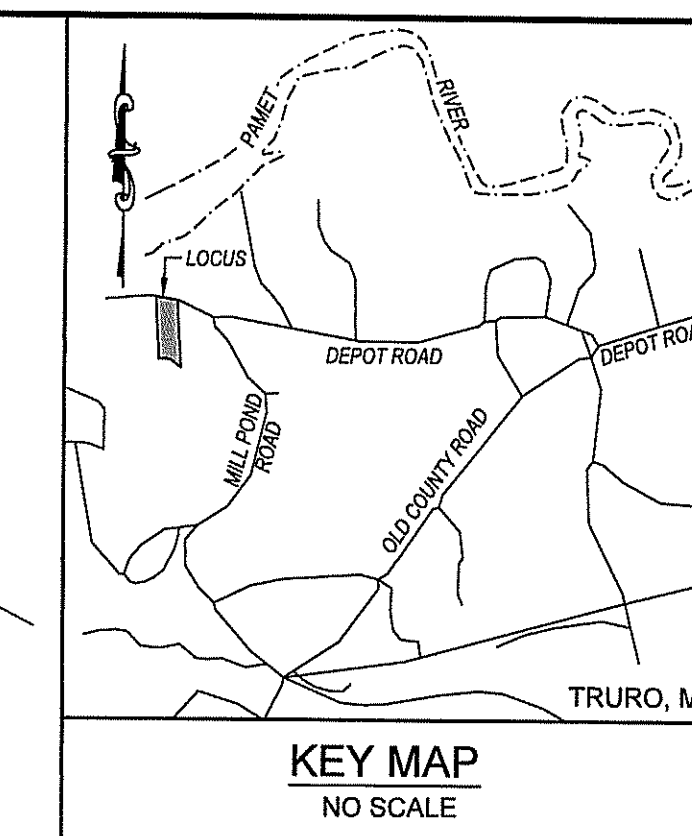 PAMET
RIVER
LOCUS
DEPOT ROAD
DEPOT ROA
MILL POND
ROAD
OLD COUNTY ROAD
TRURO, M
KEY MAP
NO SCALE